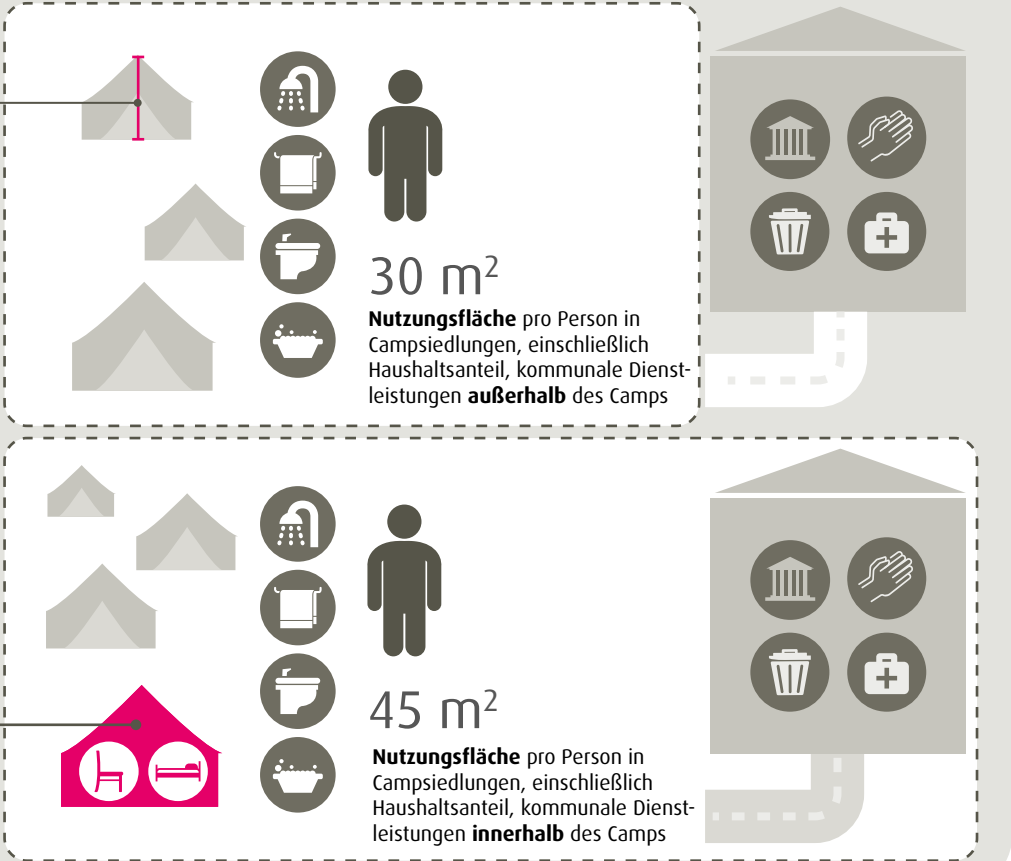 30 m²
Nutzungsfläche pro Person in
Campsiedlungen, einschließlich
Haushaltsanteil, kommunale Dienst-
leistungen außerhalb des Camps
45 m²
Nutzungsfläche pro Person in
Campsiedlungen, einschließlich
Haushaltsanteil, kommunale Dienst-
leistungen innerhalb des Camps